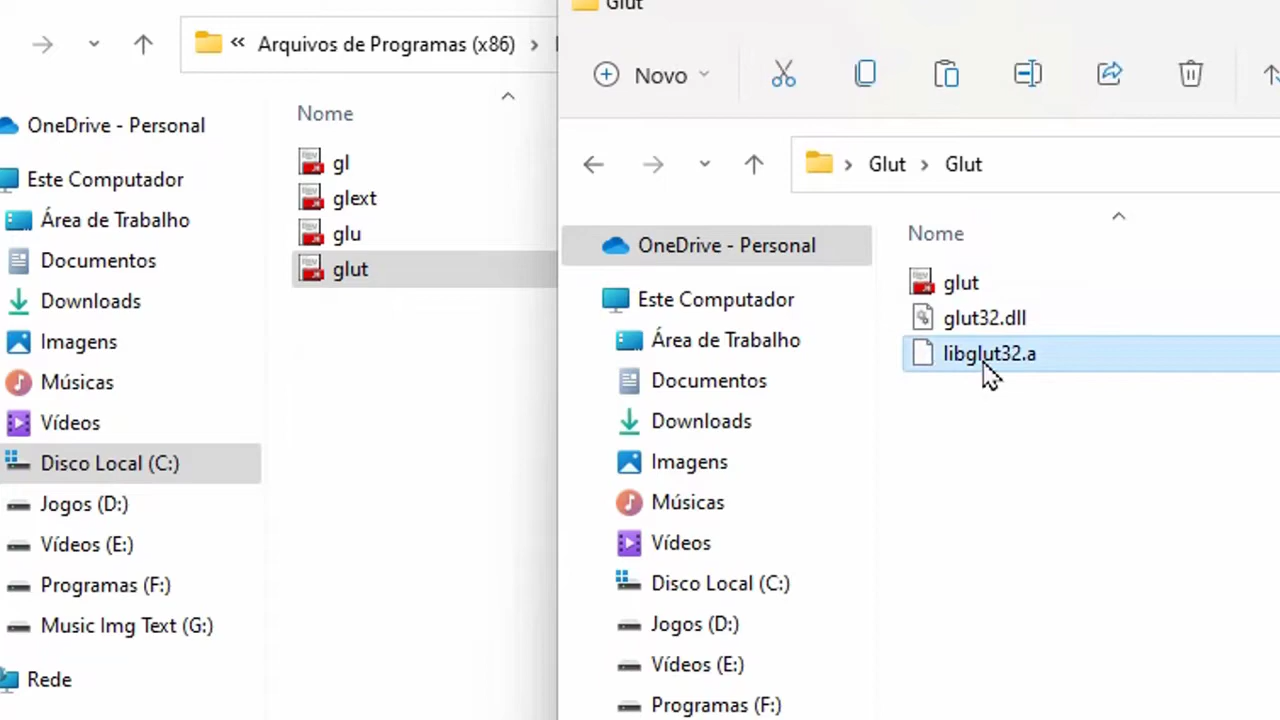 Arquivos de Programas (x86)
Nome
gl
glext
glu
glut
OneDrive - Personal
Este Computador
Área de Trabalho
Documentos
Downloads
Imagens
Músicas
Vídeos
Disco Local (C:)
Jogos (D:)
Vídeos (E:)
Programas (F:)
Music Img Text (G:)
Rede
Glut
Novo
Glut > Glut
Nome
glut
glut32.dll
libglut32.a
OneDrive - Personal
Este Computador
Área de Trabalho
Documentos
Downloads
Imagens
Músicas
Vídeos
Disco Local (C:)
Jogos (D:)
Vídeos (E:)
Programas (F:)